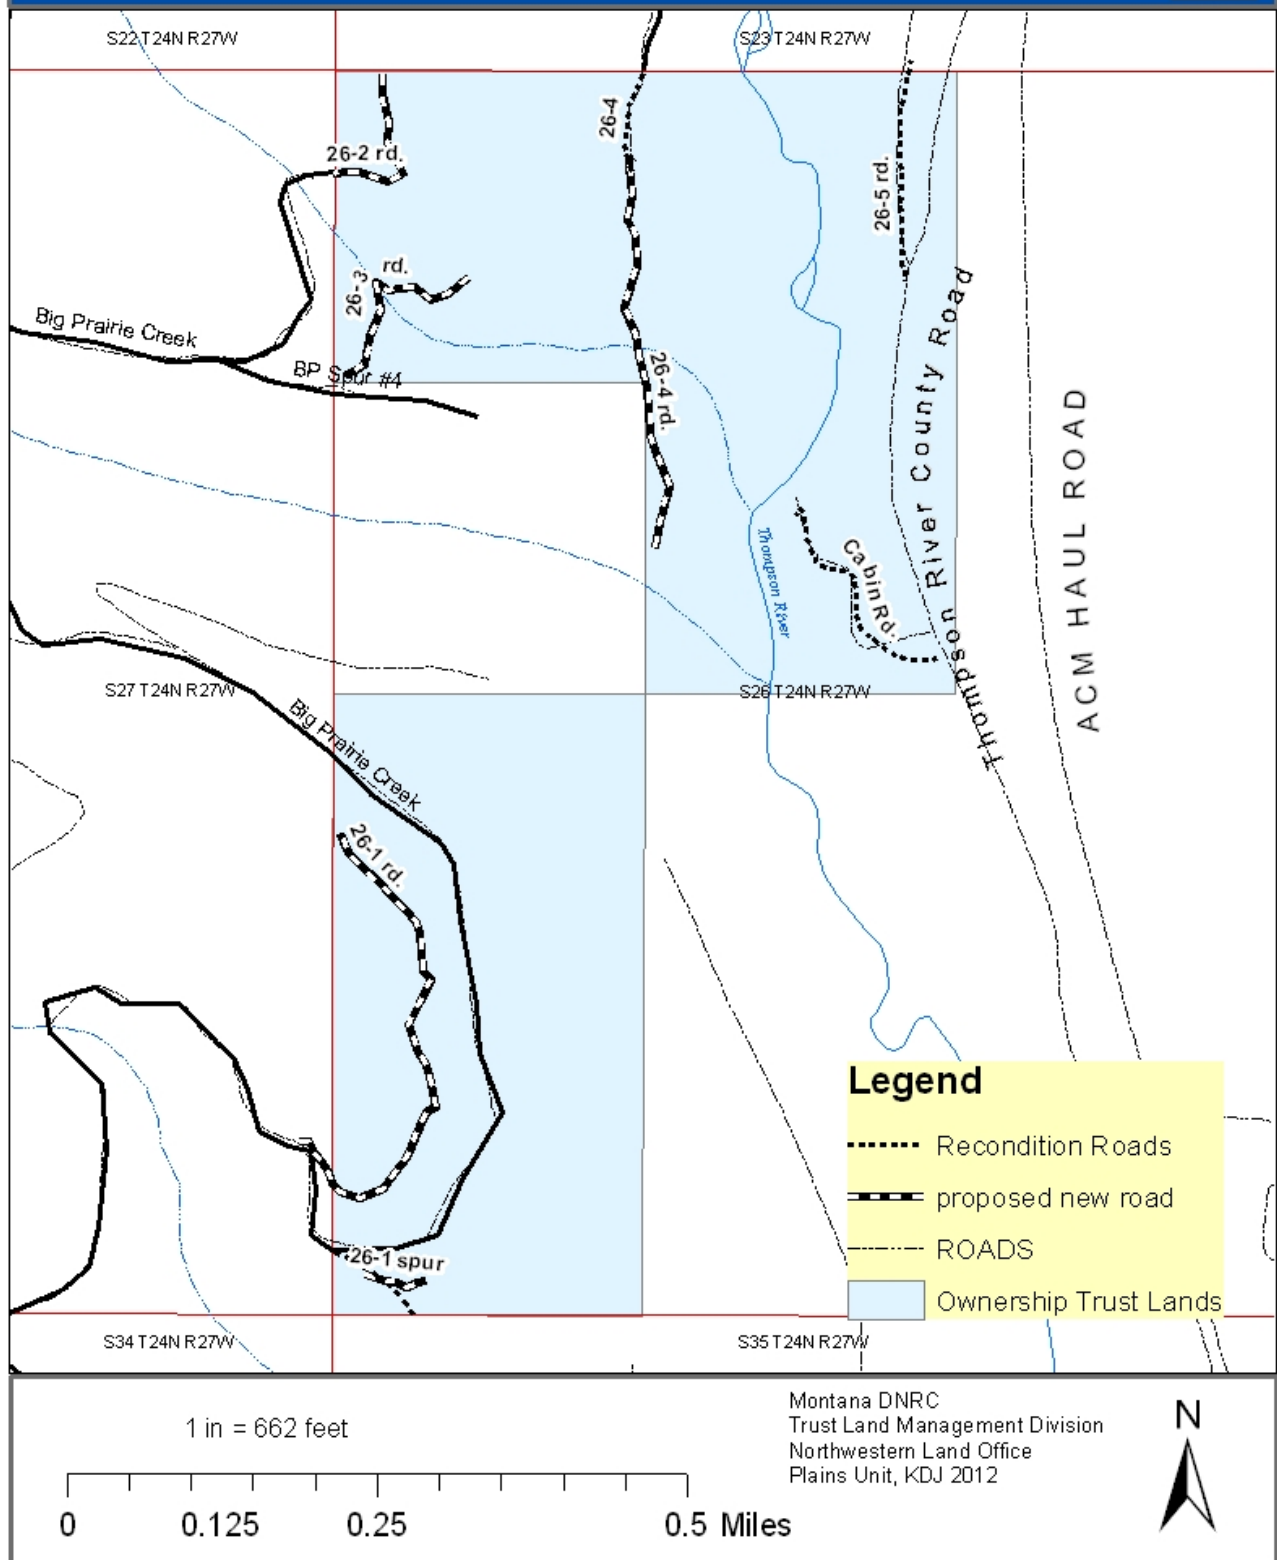 S22 T24N R27W
S23 T24N R27W
26-4
26-2 rd.
26-5 rd.
26-3 rd.
Big Prairie Creek
BP Spur #4
26-4 rd.
Thompson River County Road
ACM HAUL ROAD
Thompson River
Cabin Rd.
S27 T24N R27W
S26 T24N R27W
Big Prairie Creek
26-1 rd.
26-1 spur
Legend
Recondition Roads
proposed new road
ROADS
Ownership Trust Lands
S34 T24N R27W
S35 T24N R27W
1 in = 662 feet
0 0.125 0.25 0.5 Miles
Montana DNRC
Trust Land Management Division
Northwestern Land Office
Plains Unit, KDJ 2012
N